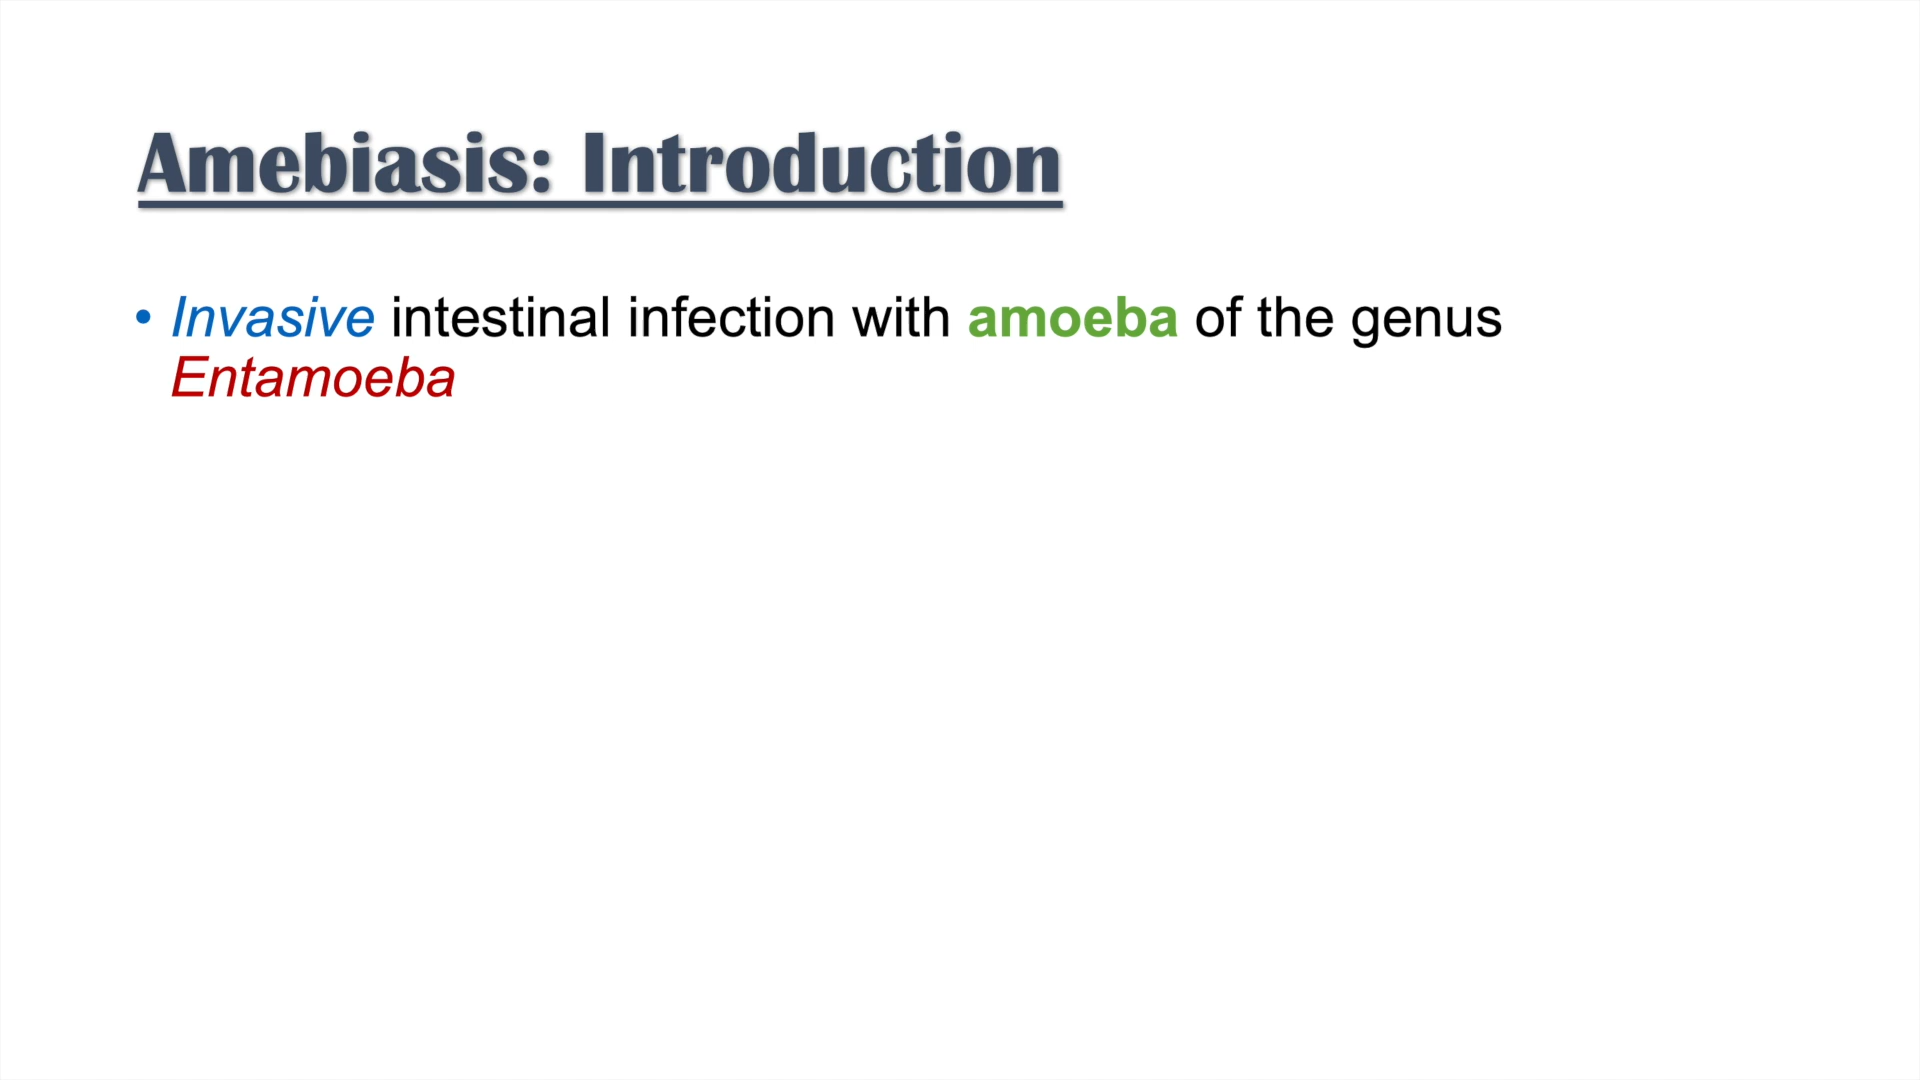 Amebiasis: Introduction
• Invasive intestinal infection with amoeba of the genus
Entamoeba